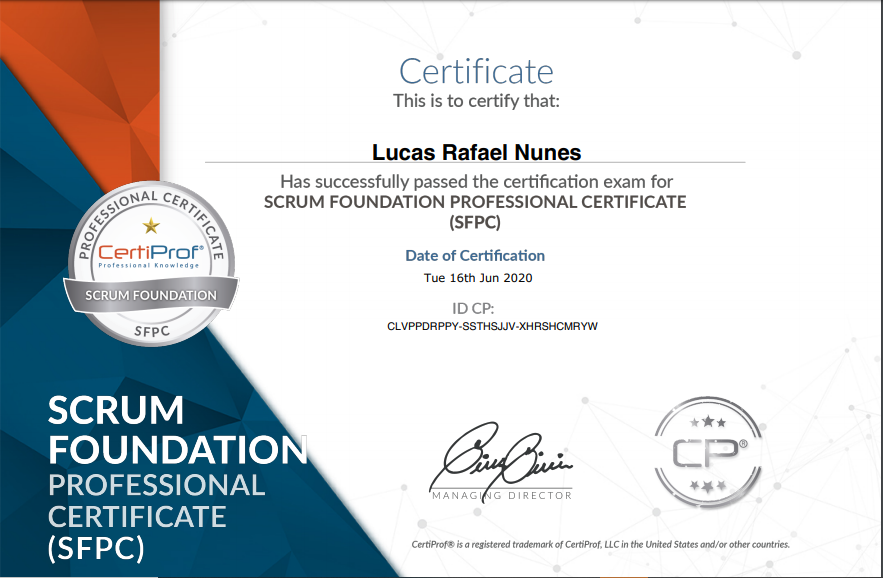 Certificate
This is to certify that:
Lucas Rafael Nunes
Has successfully passed the certification exam for
SCRUM FOUNDATION PROFESSIONAL CERTIFICATE
(SFPC)
Date of Certification
Tue 16th Jun 2020
ID CP:
CLVPPDRPPY-SSTHSJJV-XHRSHCMRYW
PROFESSIONAL CERTIFICATE
CertiProf®
Professional Knowledge
SCRUM FOUNDATION
SFPC
SCRUM
FOUNDATION
PROFESSIONAL
CERTIFICATE
(SFPC)
MANAGING DIRECTOR
CP®
CertiProf® is a registered trademark of CertiProf, LLC in the United States and/or other countries.